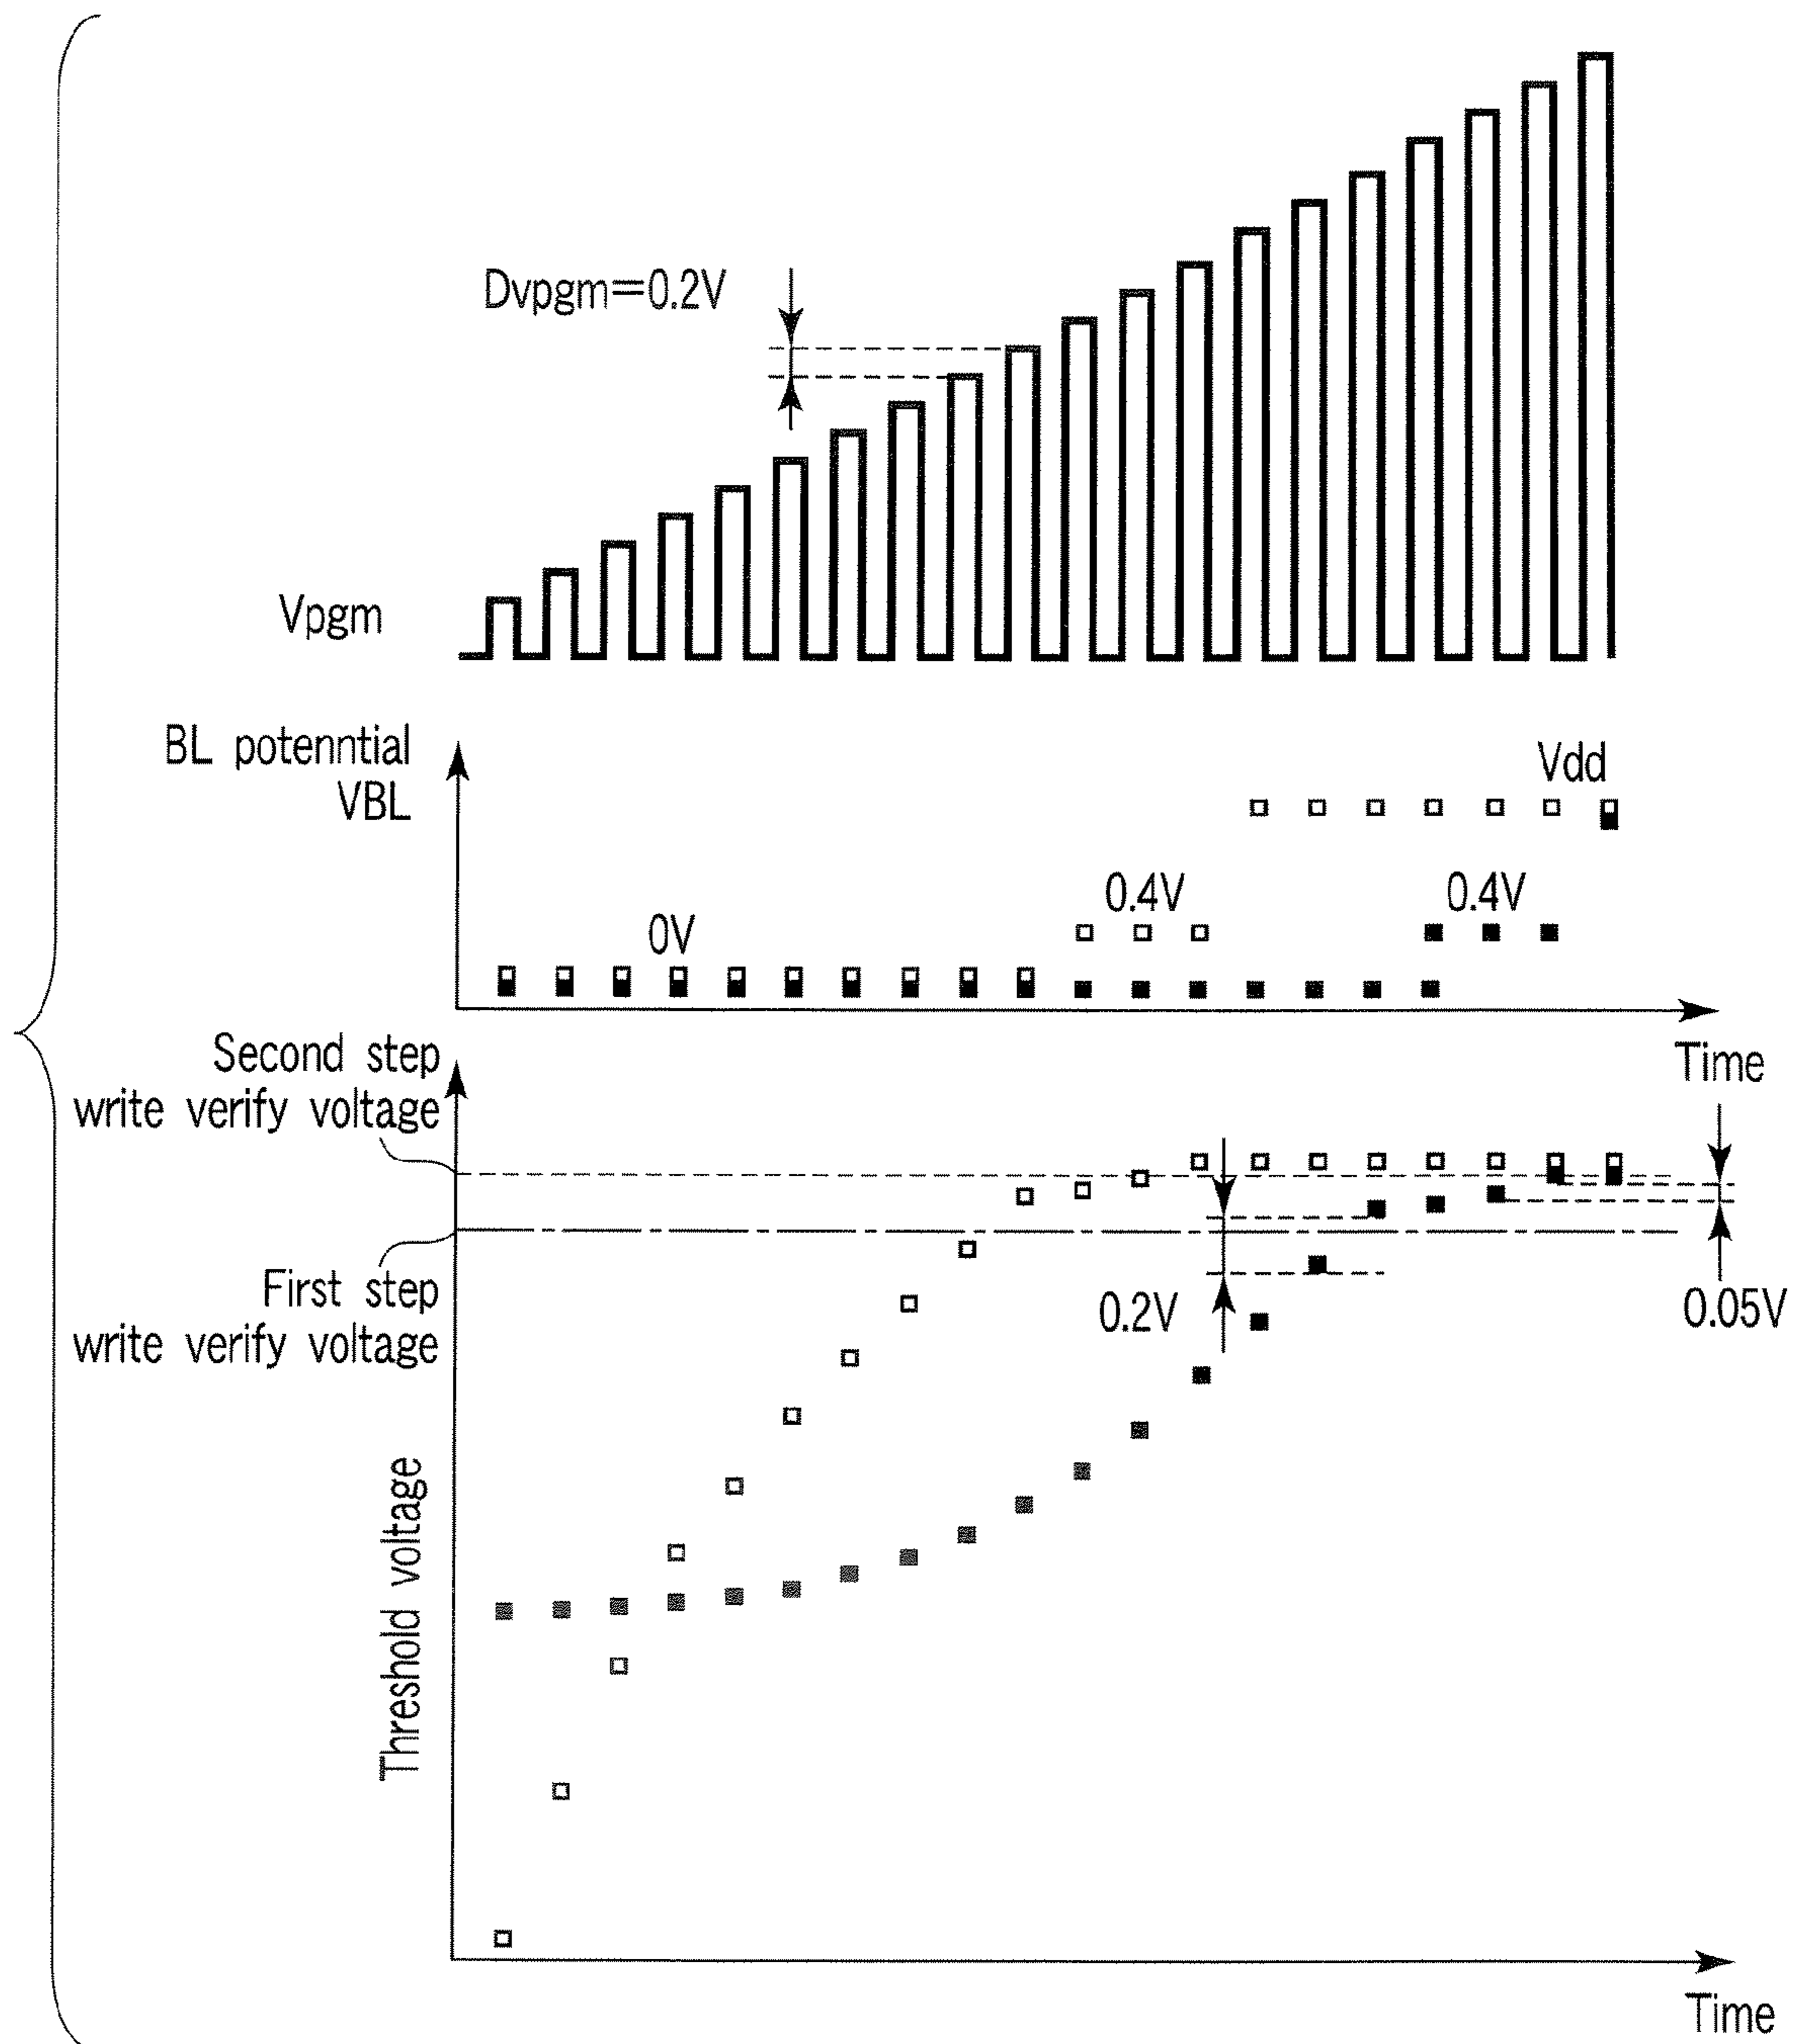 Dvpgm=0.2V
Vpgm
BL potenntial
VBL
Vdd
0.4V
0.4V
0V
Time
Second step
write verify voltage
First step
write verify voltage
0.2V
0.05V
Threshold voltage
Time